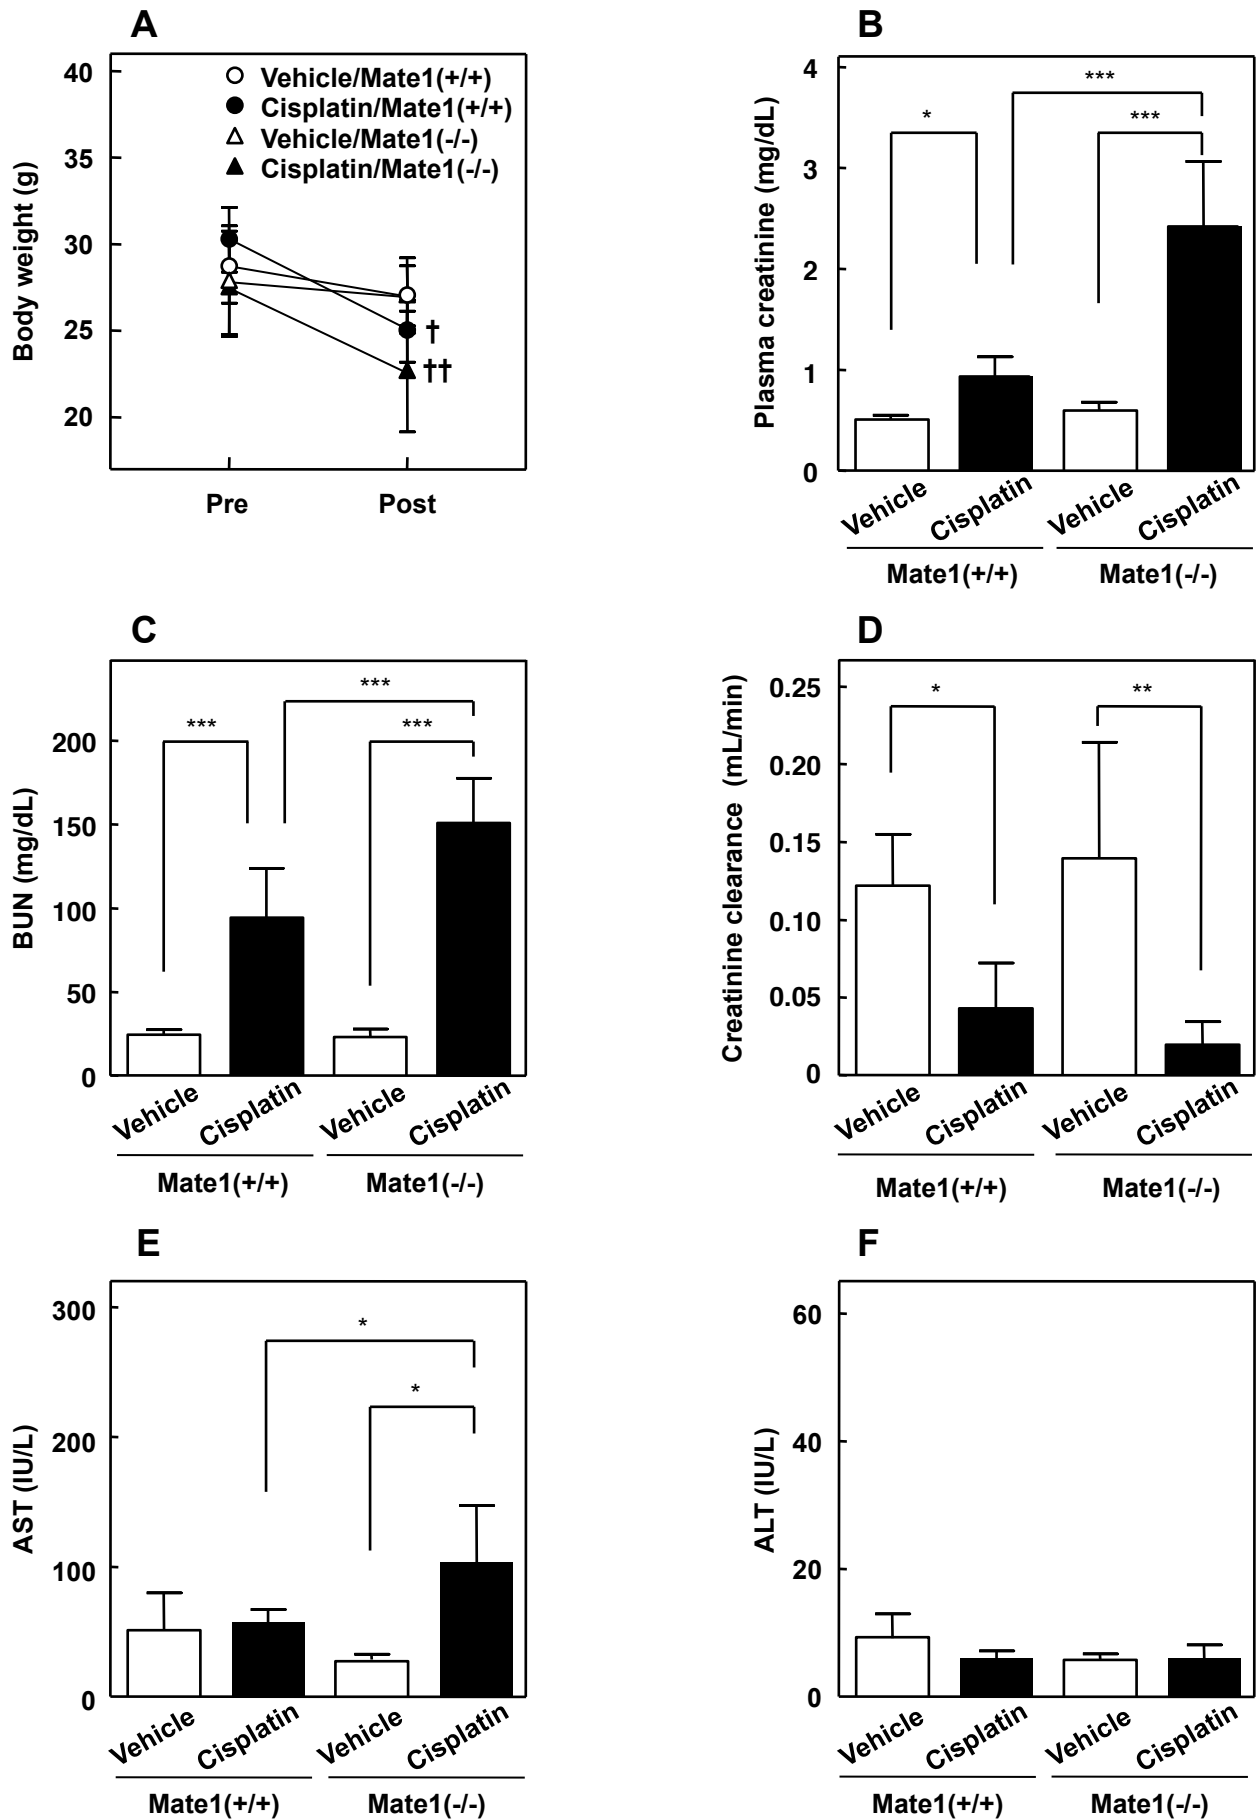 A
Body weight (g)
40
35
30
25
20
Vehicle/Mate1(+/+)
Cisplatin/Mate1(+/+)
Vehicle/Mate1(-/-)
Cisplatin/Mate1(-/-)
†
††
Pre Post
B
Plasma creatinine (mg/dL)
4
3
2
1
0
***
* ***
Vehicle Cisplatin Vehicle Cisplatin
Mate1(+/+) Mate1(-/-)
C
BUN (mg/dL)
200
150
100
50
0
***
*** ***
Vehicle Cisplatin Vehicle Cisplatin
Mate1(+/+) Mate1(-/-)
D
Creatinine clearance (mL/min)
0.25
0.20
0.15
0.10
0.05
0
* **
Vehicle Cisplatin Vehicle Cisplatin
Mate1(+/+) Mate1(-/-)
E
AST (IU/L)
300
200
100
0
*
*
Vehicle Cisplatin Vehicle Cisplatin
Mate1(+/+) Mate1(-/-)
F
ALT (IU/L)
60
40
20
0
Vehicle Cisplatin Vehicle Cisplatin
Mate1(+/+) Mate1(-/-)